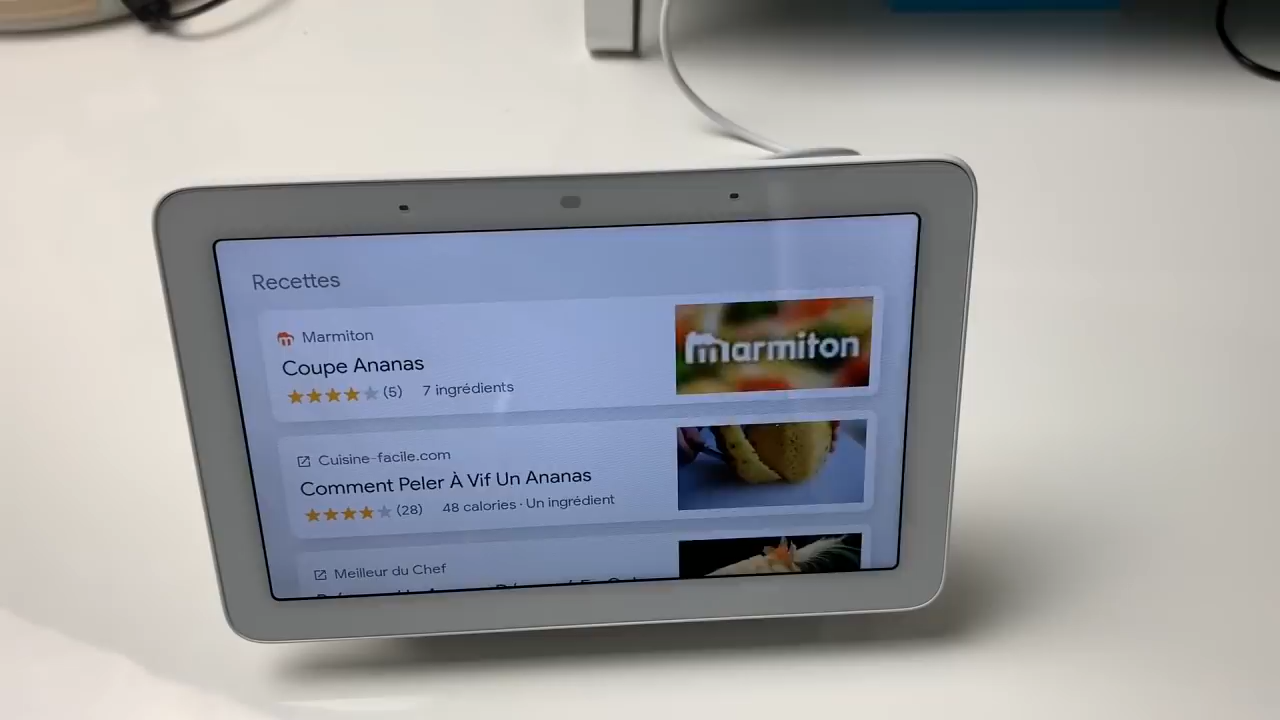 Recettes
Marmiton
Coupe Ananas
(5) 7 ingrédients
marmiton
Cuisine-facile.com
Comment Peler À Vif Un Ananas
(28) 48 calories · Un ingrédient
Meilleur du Chef